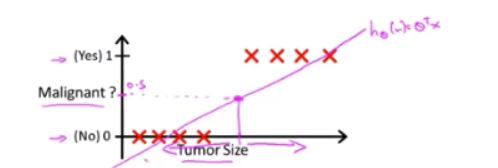 (Yes) 1
hθ(x)=θᵀx
Malignant ? 0.5
(No) 0
Tumor Size